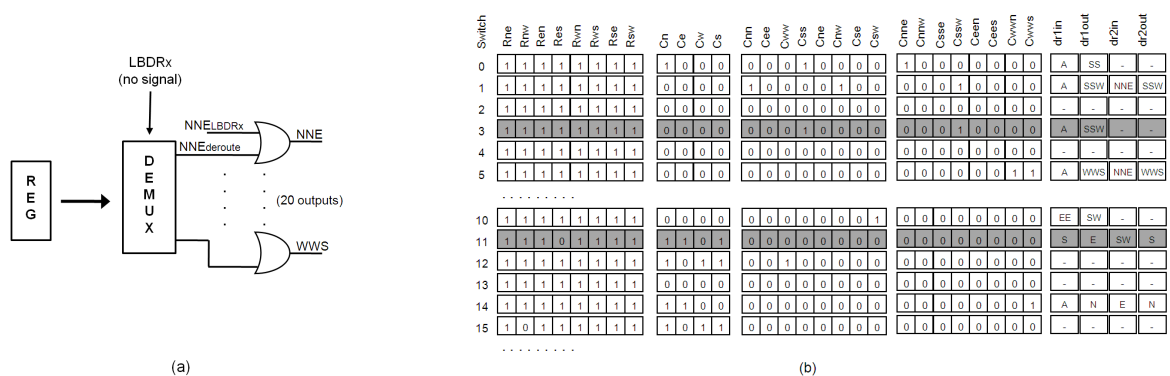 LBDRx
(no signal)
NNELBDRx
NNE
NNEderoute
REG
DEMUX
(20 outputs)
WWS
(a)
Switch Rne Rnw Ren Res Rwn Rws Rse Rsw Cn Ce Cw Cs Cnn Cee Cww Css Cne Cnw Cse Csw Cnne Cnnw Csse Cssw Ceen Cees Cwwn Cwws dr1in dr1out dr2in dr2out
0 1 1 1 1 1 1 1 1 1 0 0 0 0 0 0 1 0 0 0 0 1 0 0 0 0 0 0 0 A SS - -
1 1 1 1 1 1 1 1 1 0 0 0 0 1 0 0 0 0 1 0 0 0 0 0 1 0 0 0 0 A SSW NNE SSW
2 1 1 1 1 1 1 1 1 0 0 0 0 0 0 0 0 0 0 0 0 0 0 0 0 0 0 0 0 - - - -
3 1 1 1 1 1 1 1 1 0 0 0 0 0 0 0 1 0 0 0 0 0 0 0 1 0 0 0 0 A SSW - -
4 1 1 1 1 1 1 1 1 0 0 0 0 0 0 0 0 0 0 0 0 0 0 0 0 0 0 0 0 - - - -
5 1 1 1 1 1 1 1 1 0 0 0 0 0 0 0 0 0 0 0 0 0 0 0 0 0 0 1 1 A WWS NNE WWS
. . . . . . . . .
10 1 1 1 1 1 1 1 1 0 0 0 0 0 0 0 0 0 0 0 1 0 0 0 0 0 0 0 0 EE SW - -
11 1 1 1 0 1 1 1 1 1 1 0 1 0 0 0 0 0 0 0 0 0 0 0 0 0 0 0 0 S E SW S
12 1 1 1 1 1 1 1 1 1 0 1 1 0 0 1 0 0 0 0 0 0 0 0 0 0 0 0 0 - - - -
13 1 1 1 1 1 1 1 1 0 0 0 0 0 0 0 0 0 0 0 0 0 0 0 0 0 0 0 0 - - - -
14 1 1 1 1 1 1 1 1 1 1 0 0 0 0 0 0 0 0 0 0 0 0 0 0 0 0 0 1 A N E N
15 1 0 1 1 1 1 1 1 1 0 1 1 0 0 0 0 0 0 0 0 0 0 0 0 0 0 0 0 - - - -
. . . . . . . . .
(b)